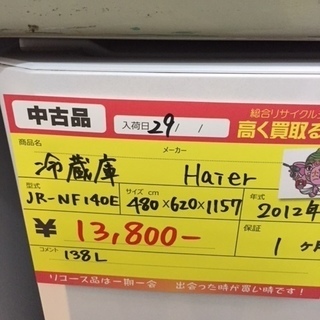 中古品 入荷日 29 / / 総合リサイクル
高く買取る
商品名 メーカー
冷蔵庫 Haier
型式 サイズ cm 年式
JR-NF140E 480×620×1157 2012年
¥ 13,800- 保証 1ヶ
コメント
138L
リユース品は一期一会 出会った時が買い時です!